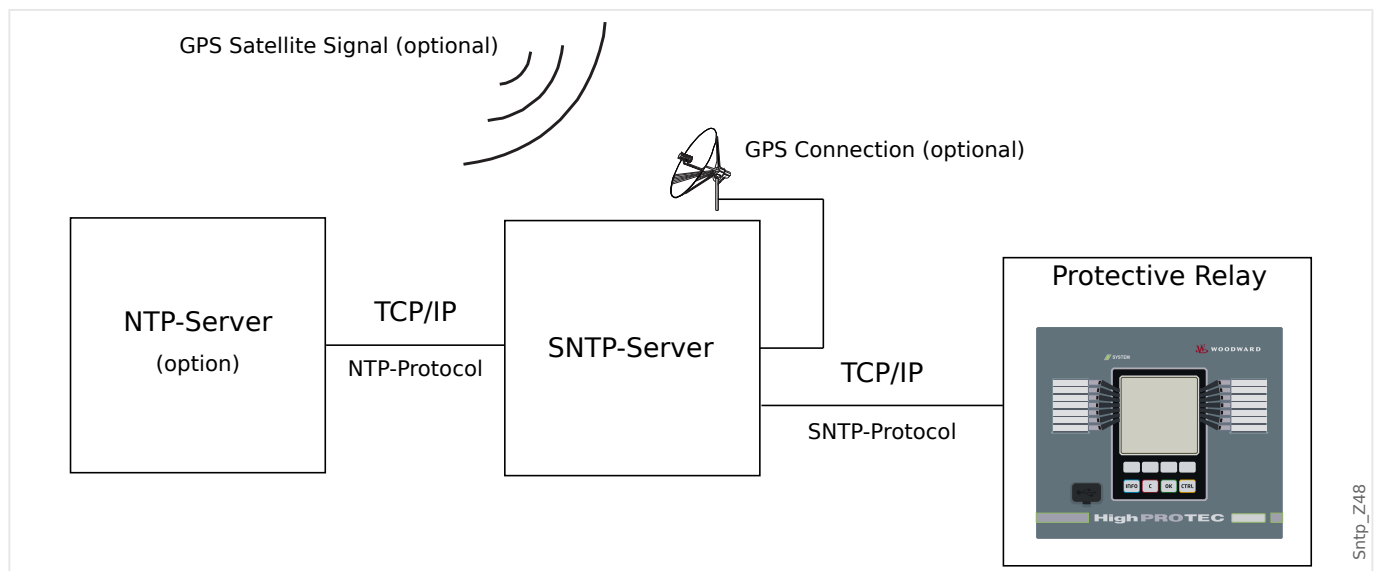 GPS Satellite Signal (optional)
GPS Connection (optional)
NTP-Server
(option)
TCP/IP
NTP-Protocol
SNTP-Server
TCP/IP
SNTP-Protocol
Protective Relay
WOODWARD
SYSTEM
INFO C OK CTRL
HighPROTEC
Sntp_Z48